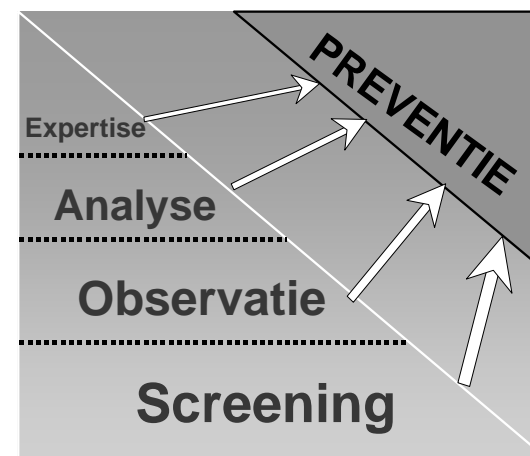 PREVENTIE
Expertise
Analyse
Observatie
Screening